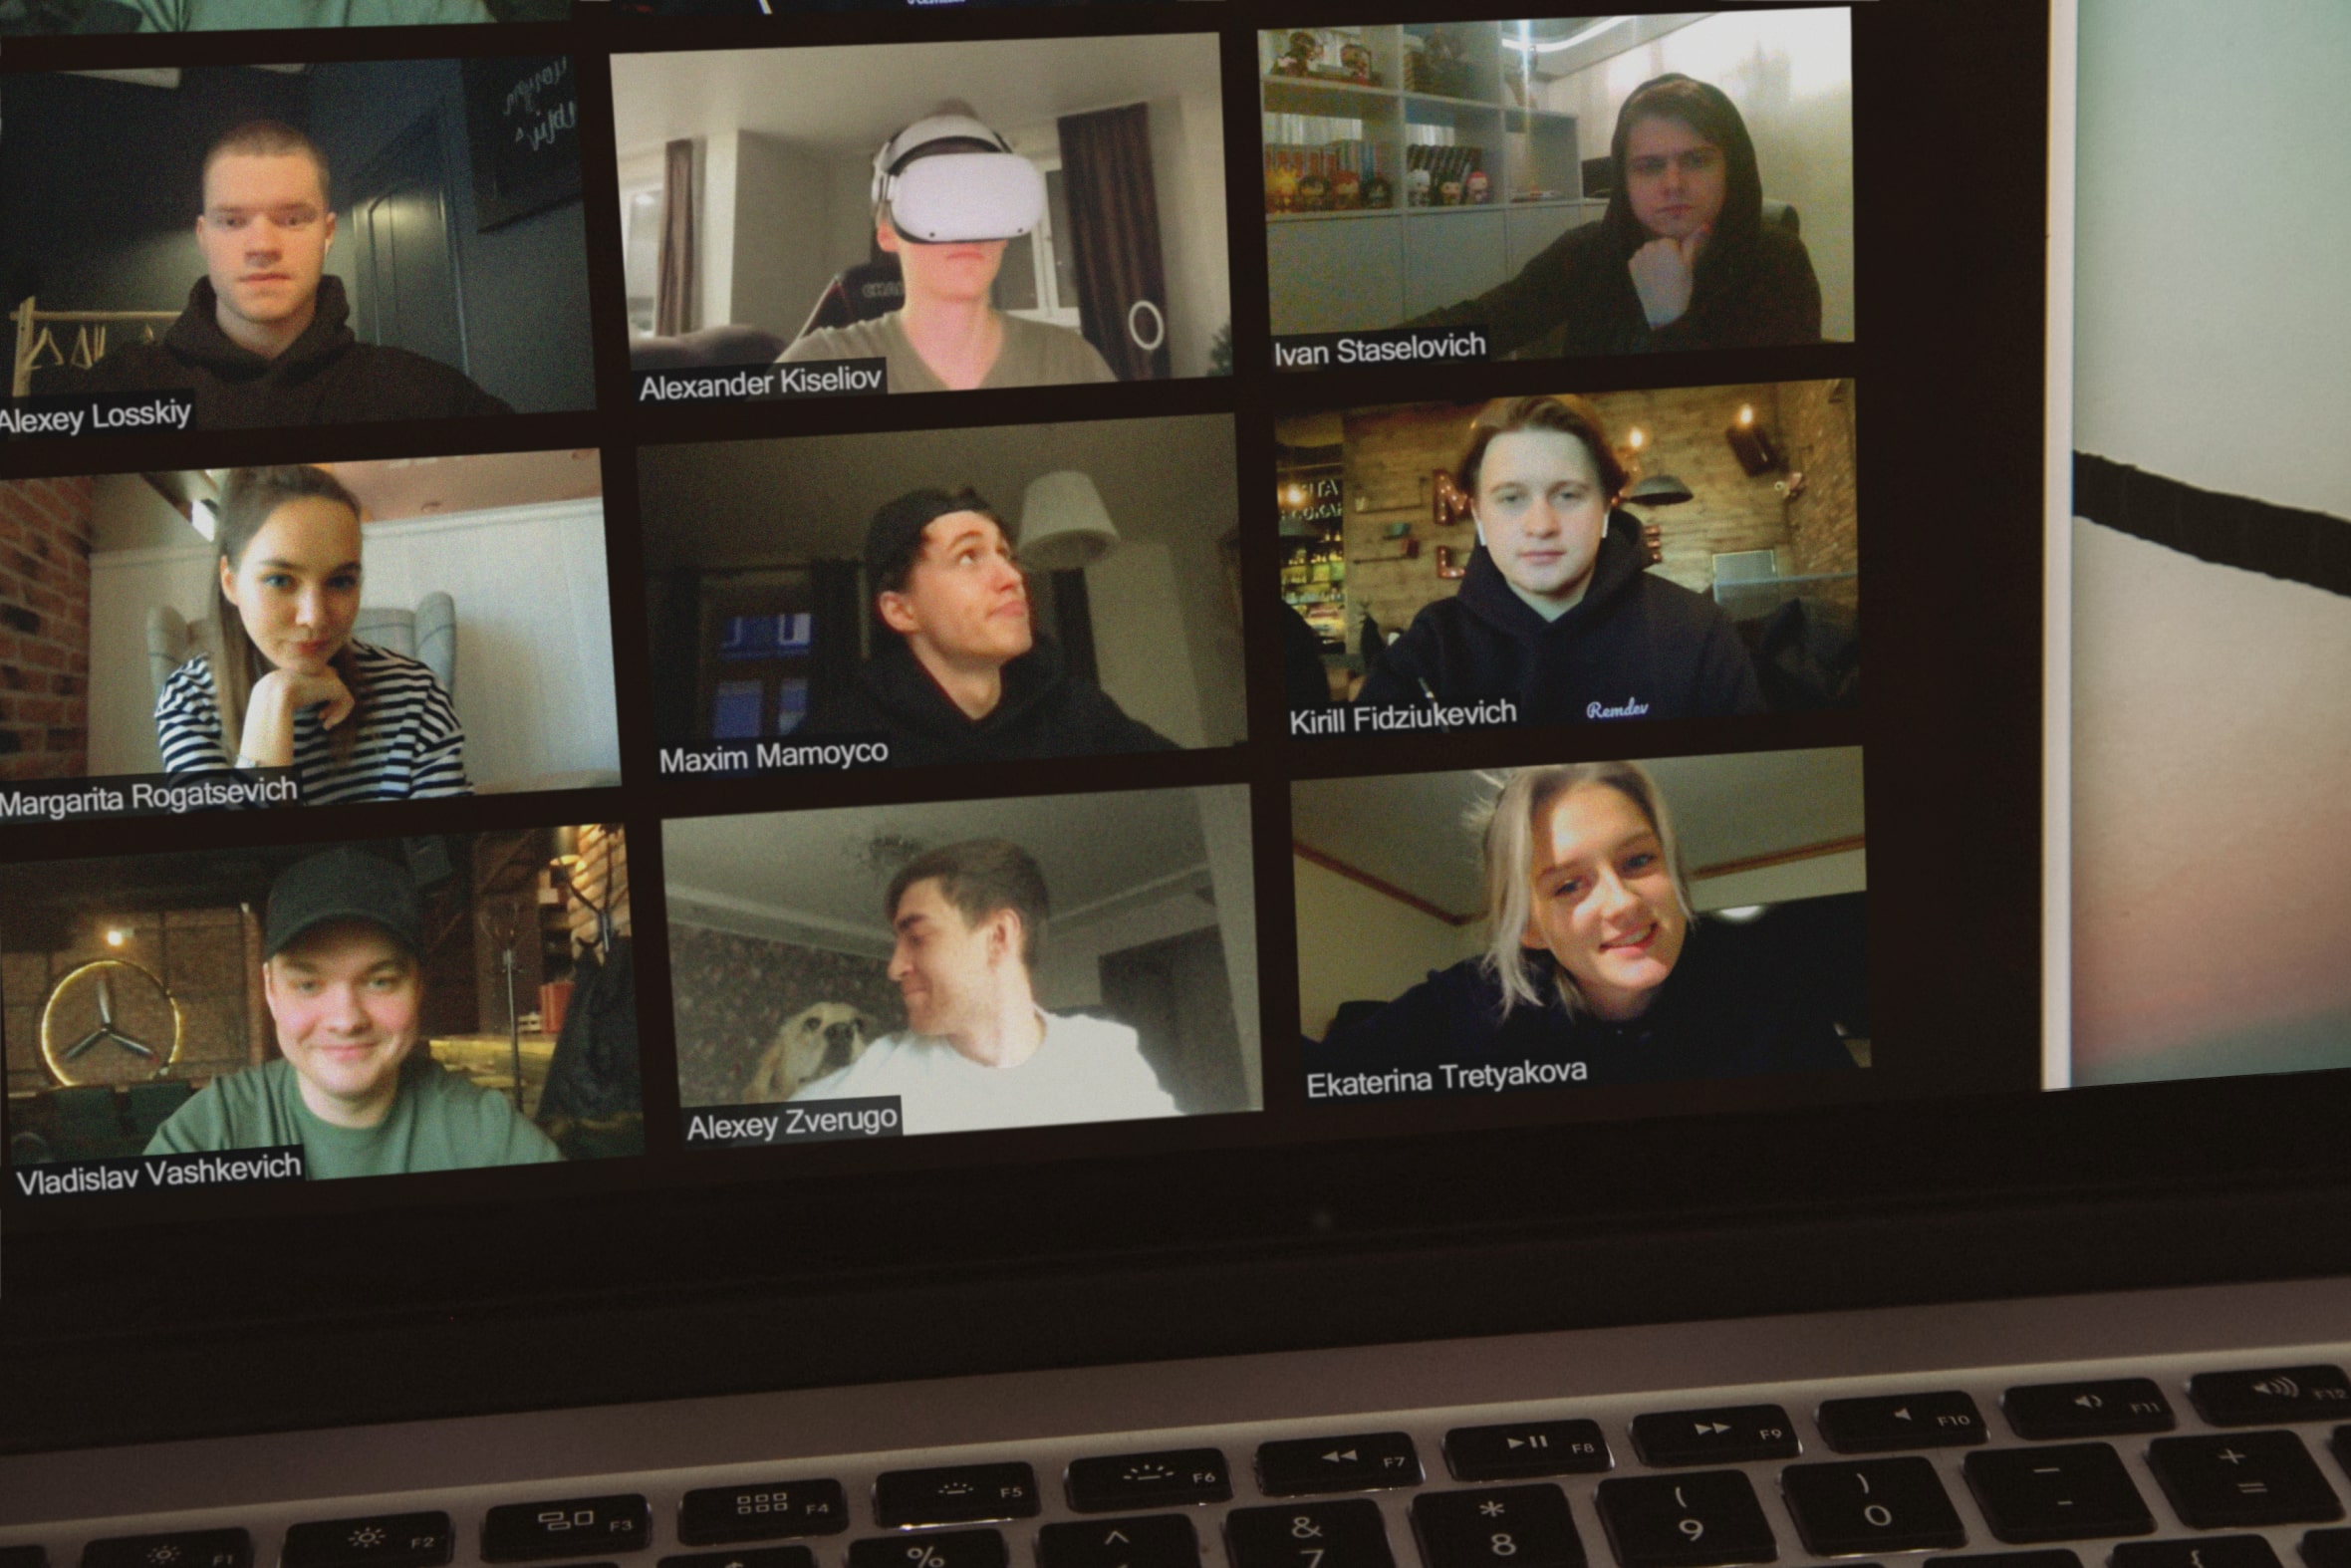 Alexey Losskiy
Alexander Kiseliov
Ivan Staselovich
Margarita Rogatsevich
Maxim Mamoyco
Kirill Fidziukevich
Remdev
Vladislav Vashkevich
Alexey Zverugo
Ekaterina Tretyakova
F1 F2 F3 F4 F5 F6 F7 F8 F9 F10 F11 F12
% ^ & * ( ) _ +
7 8 9 0 - =